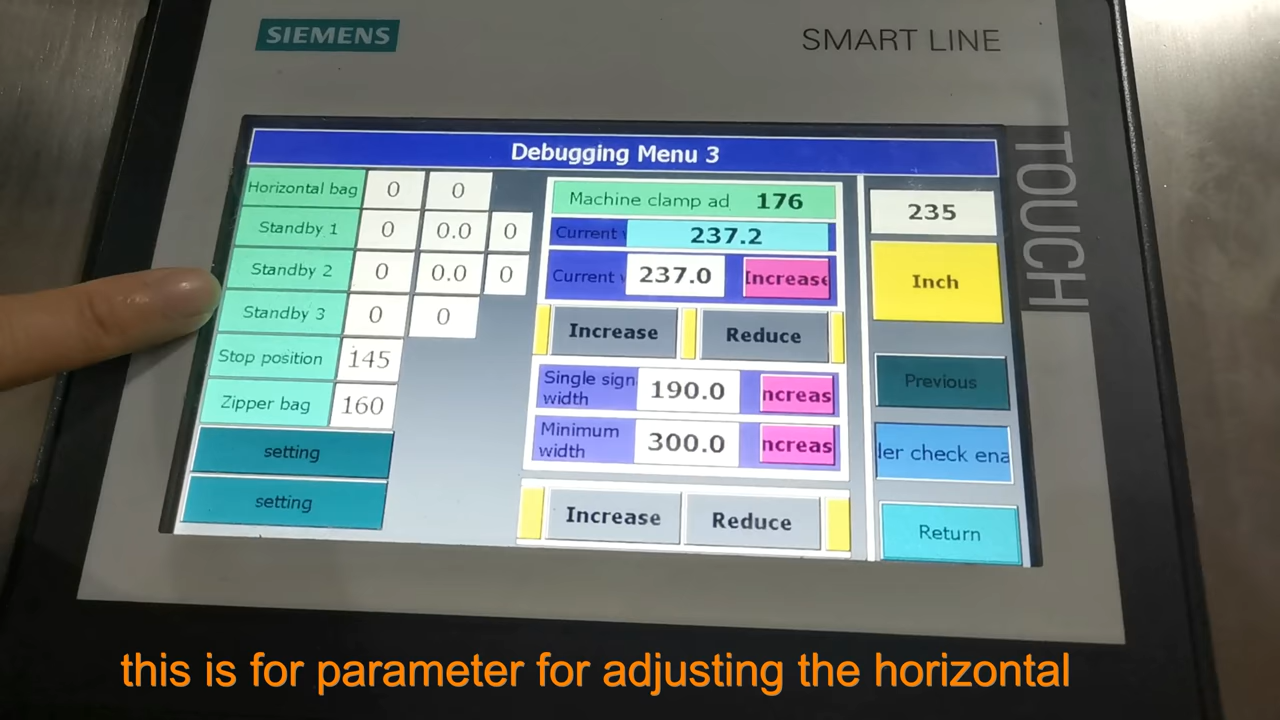 SIEMENS
SMART LINE
TOUCH
Debugging Menu 3
Horizontal bag 0 0
Standby 1 0 0.0 0
Standby 2 0 0.0 0
Standby 3 0 0
Stop position 145
Zipper bag 160
setting
setting
Machine clamp ad 176
Current 237.2
Current 237.0 Increase
Increase Reduce
Single sign
width 190.0 ncreas
Minimum
width 300.0 ncreas
Increase Reduce
235
Inch
Previous
der check ena
Return
this is for parameter for adjusting the horizontal